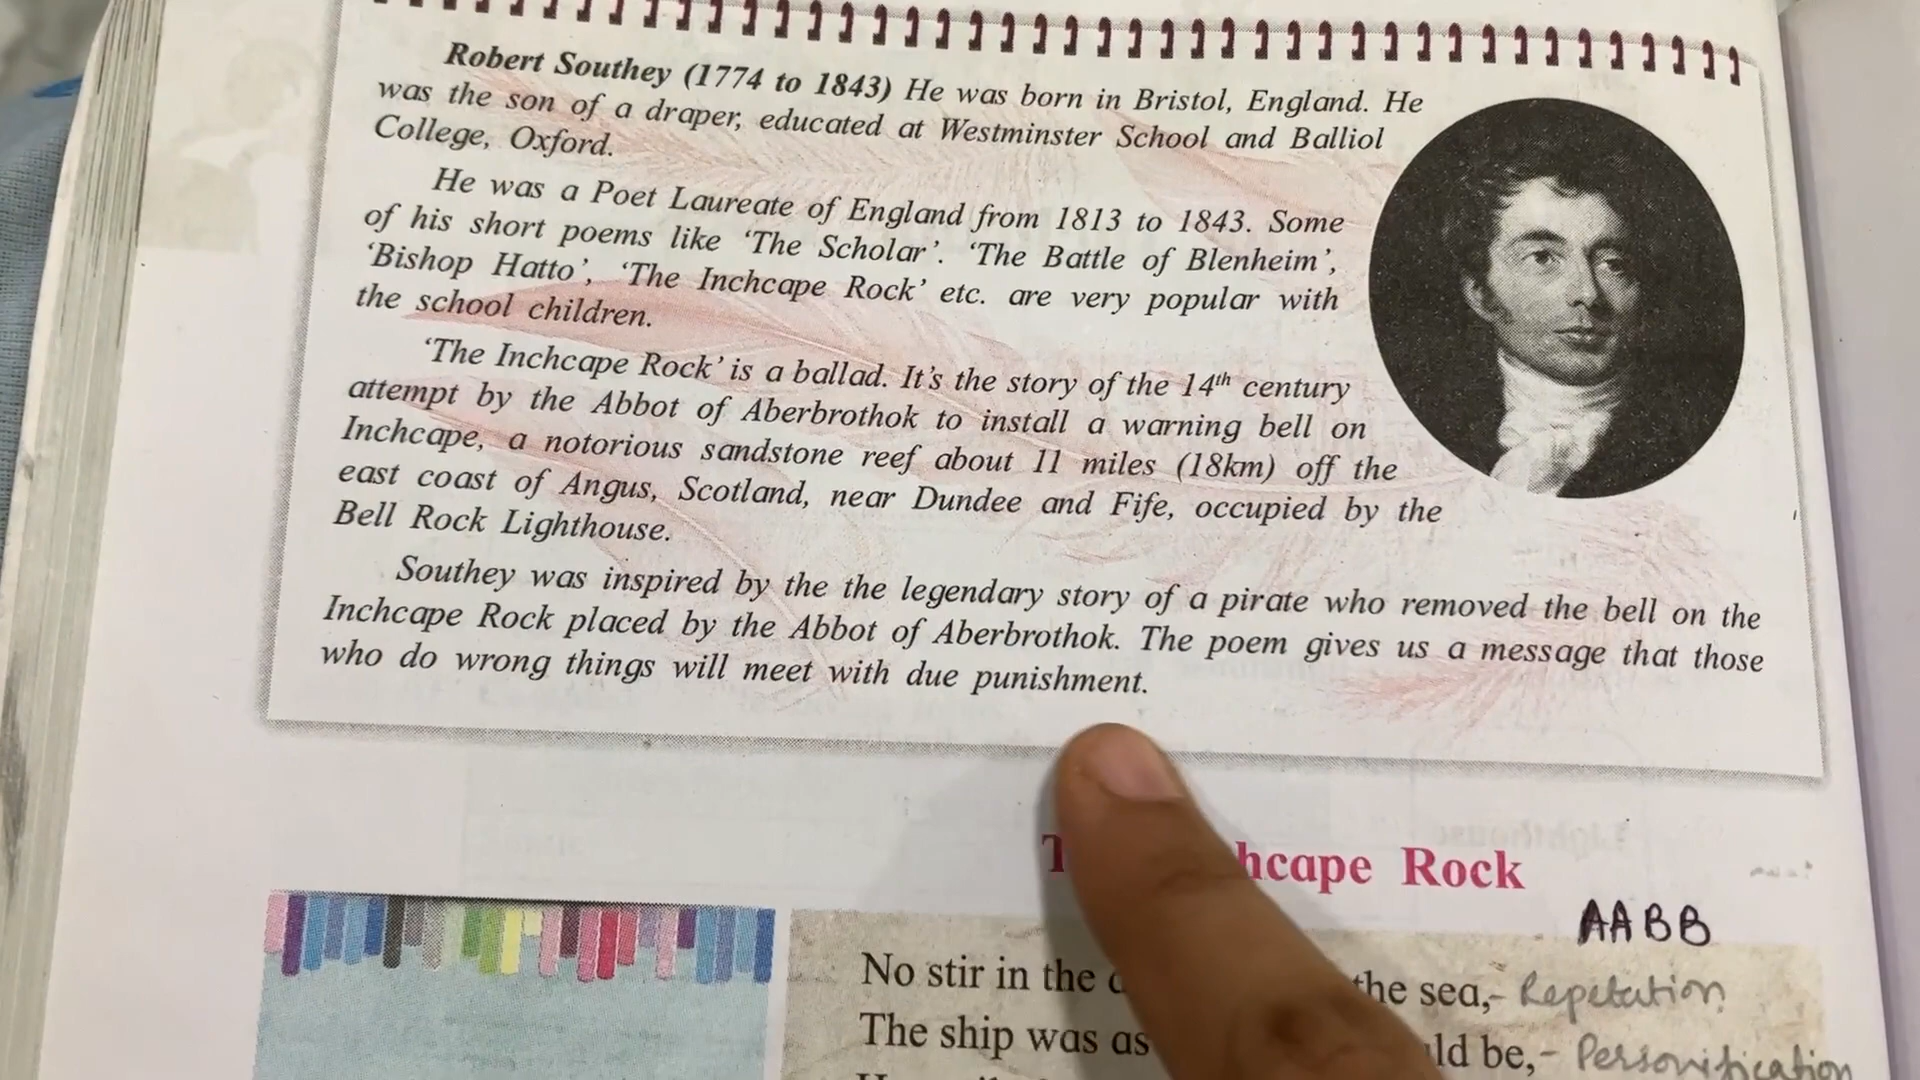 Robert Southey (1774 to 1843) He was born in Bristol, England. He
was the son of a draper, educated at Westminster School and Balliol
College, Oxford.
He was a Poet Laureate of England from 1813 to 1843. Some
of his short poems like ‘The Scholar’. ‘The Battle of Blenheim’,
‘Bishop Hatto’, ‘The Inchcape Rock’ etc. are very popular with
the school children.
‘The Inchcape Rock’ is a ballad. It’s the story of the 14th century
attempt by the Abbot of Aberbrothok to install a warning bell on
Inchcape, a notorious sandstone reef about 11 miles (18km) off the
east coast of Angus, Scotland, near Dundee and Fife, occupied by the
Bell Rock Lighthouse.
Southey was inspired by the the legendary story of a pirate who removed the bell on the
Inchcape Rock placed by the Abbot of Aberbrothok. The poem gives us a message that those
who do wrong things will meet with due punishment.
hcape Rock
AABB
No stir in the the sea,- Repetation
The ship was as ld be,- Personification